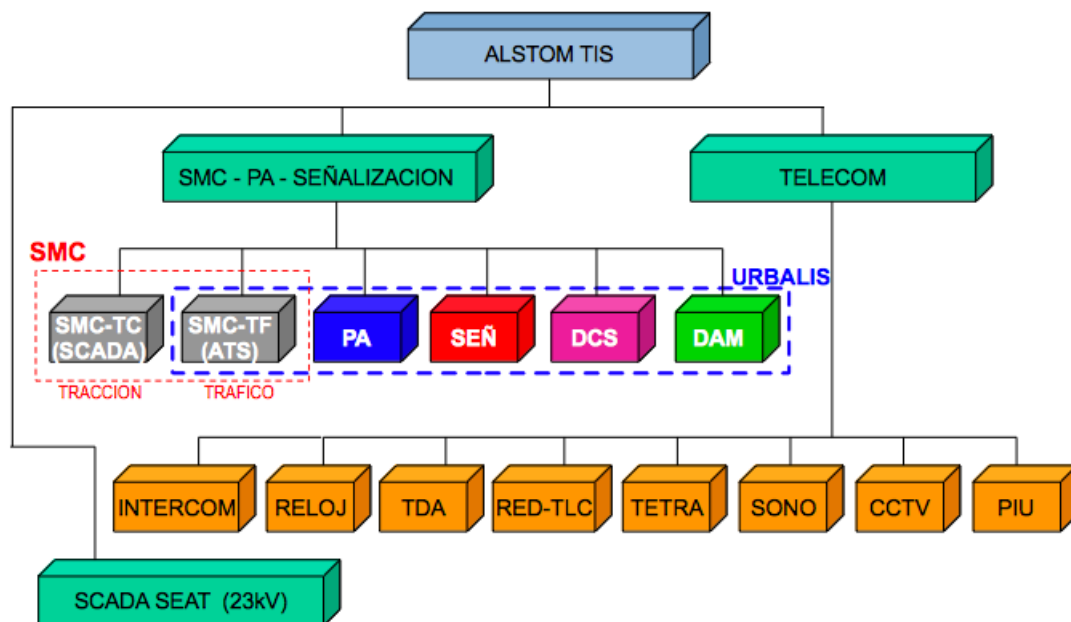 ALSTOM TIS
SMC - PA - SEÑALIZACION
TELECOM
SMC
URBALIS
SMC-TC
(SCADA)
SMC-TF
(ATS)
PA
SEÑ
DCS
DAM
TRACCION
TRAFICO
INTERCOM
RELOJ
TDA
RED-TLC
TETRA
SONO
CCTV
PIU
SCADA SEAT (23kV)